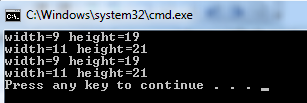 C:\Windows\system32\cmd.exe
width=9 height=19
width=11 height=21
width=9 height=19
width=11 height=21
Press any key to continue . . .